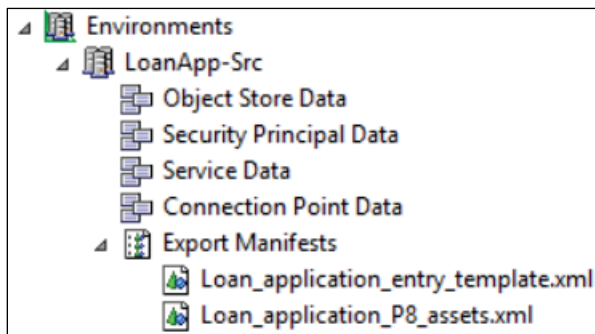 Environments
LoanApp-Src
Object Store Data
Security Principal Data
Service Data
Connection Point Data
Export Manifests
Loan_application_entry_template.xml
Loan_application_P8_assets.xml